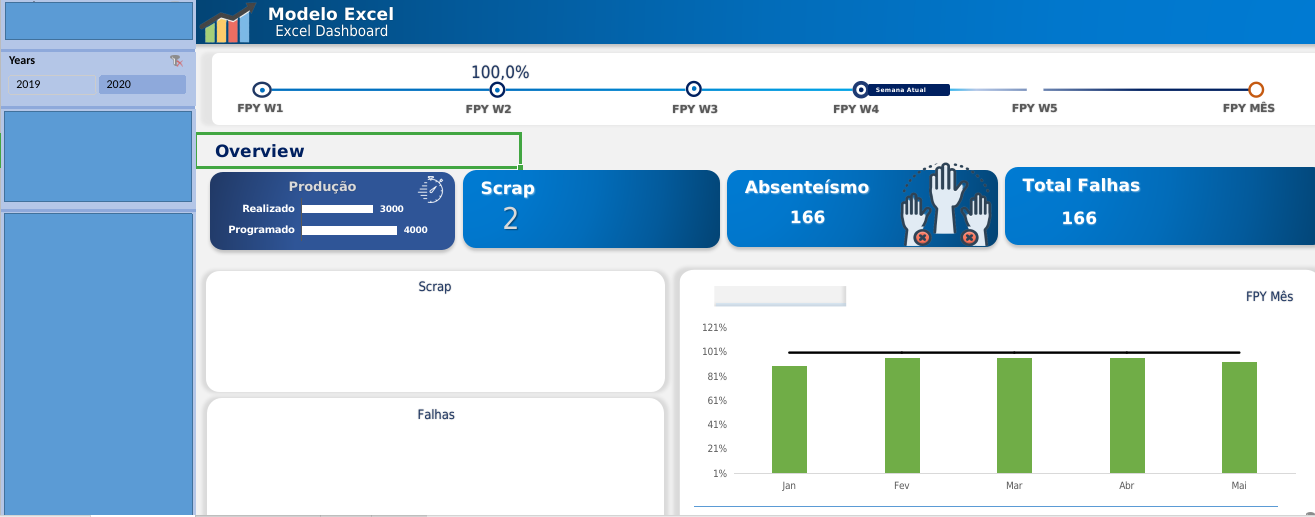 Modelo Excel
Excel Dashboard
Years
2019 2020
100,0%
Semana Atual
FPY W1 FPY W2 FPY W3 FPY W4 FPY W5 FPY MÊS
Overview
Produção
Realizado 3000
Programado 4000
Scrap
2
Absenteísmo
166
Total Falhas
166
Scrap
Falhas
FPY Mês
121%
101%
81%
61%
41%
21%
1%
Jan Fev Mar Abr Mai